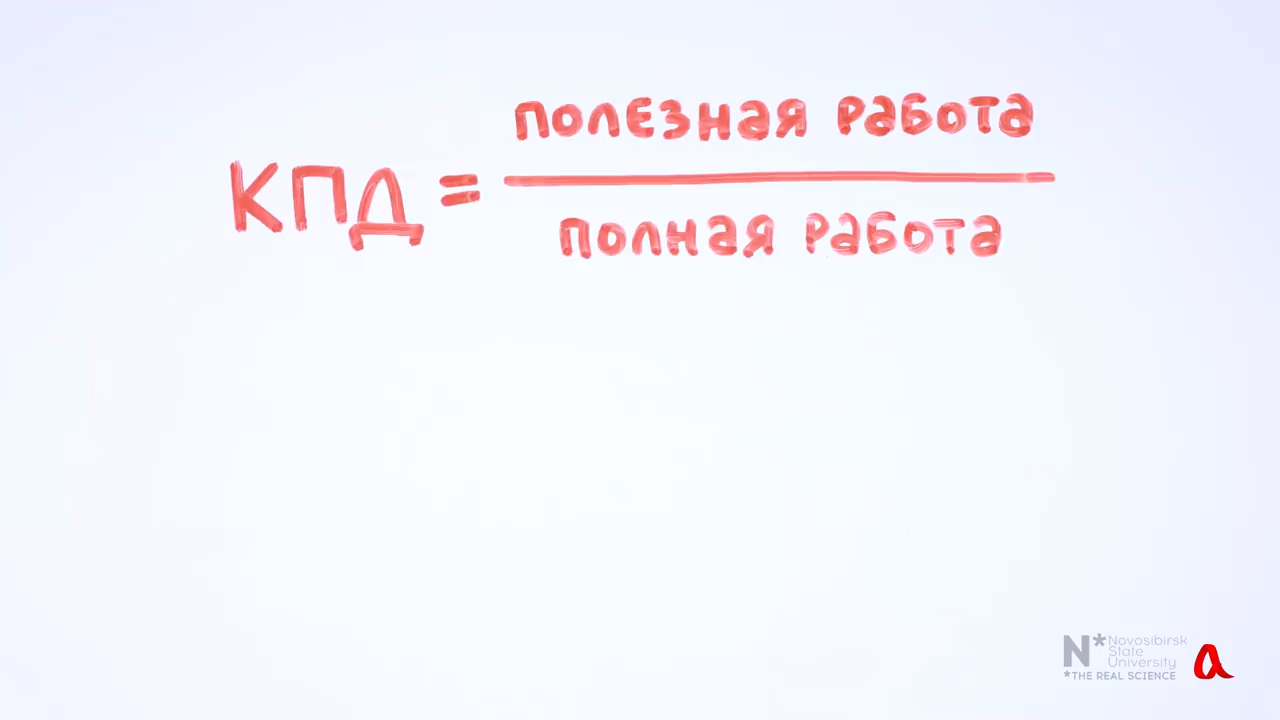 полезная работа
КПД =
полная работа
N* Novosibirsk
State
University
*THE REAL SCIENCE
a